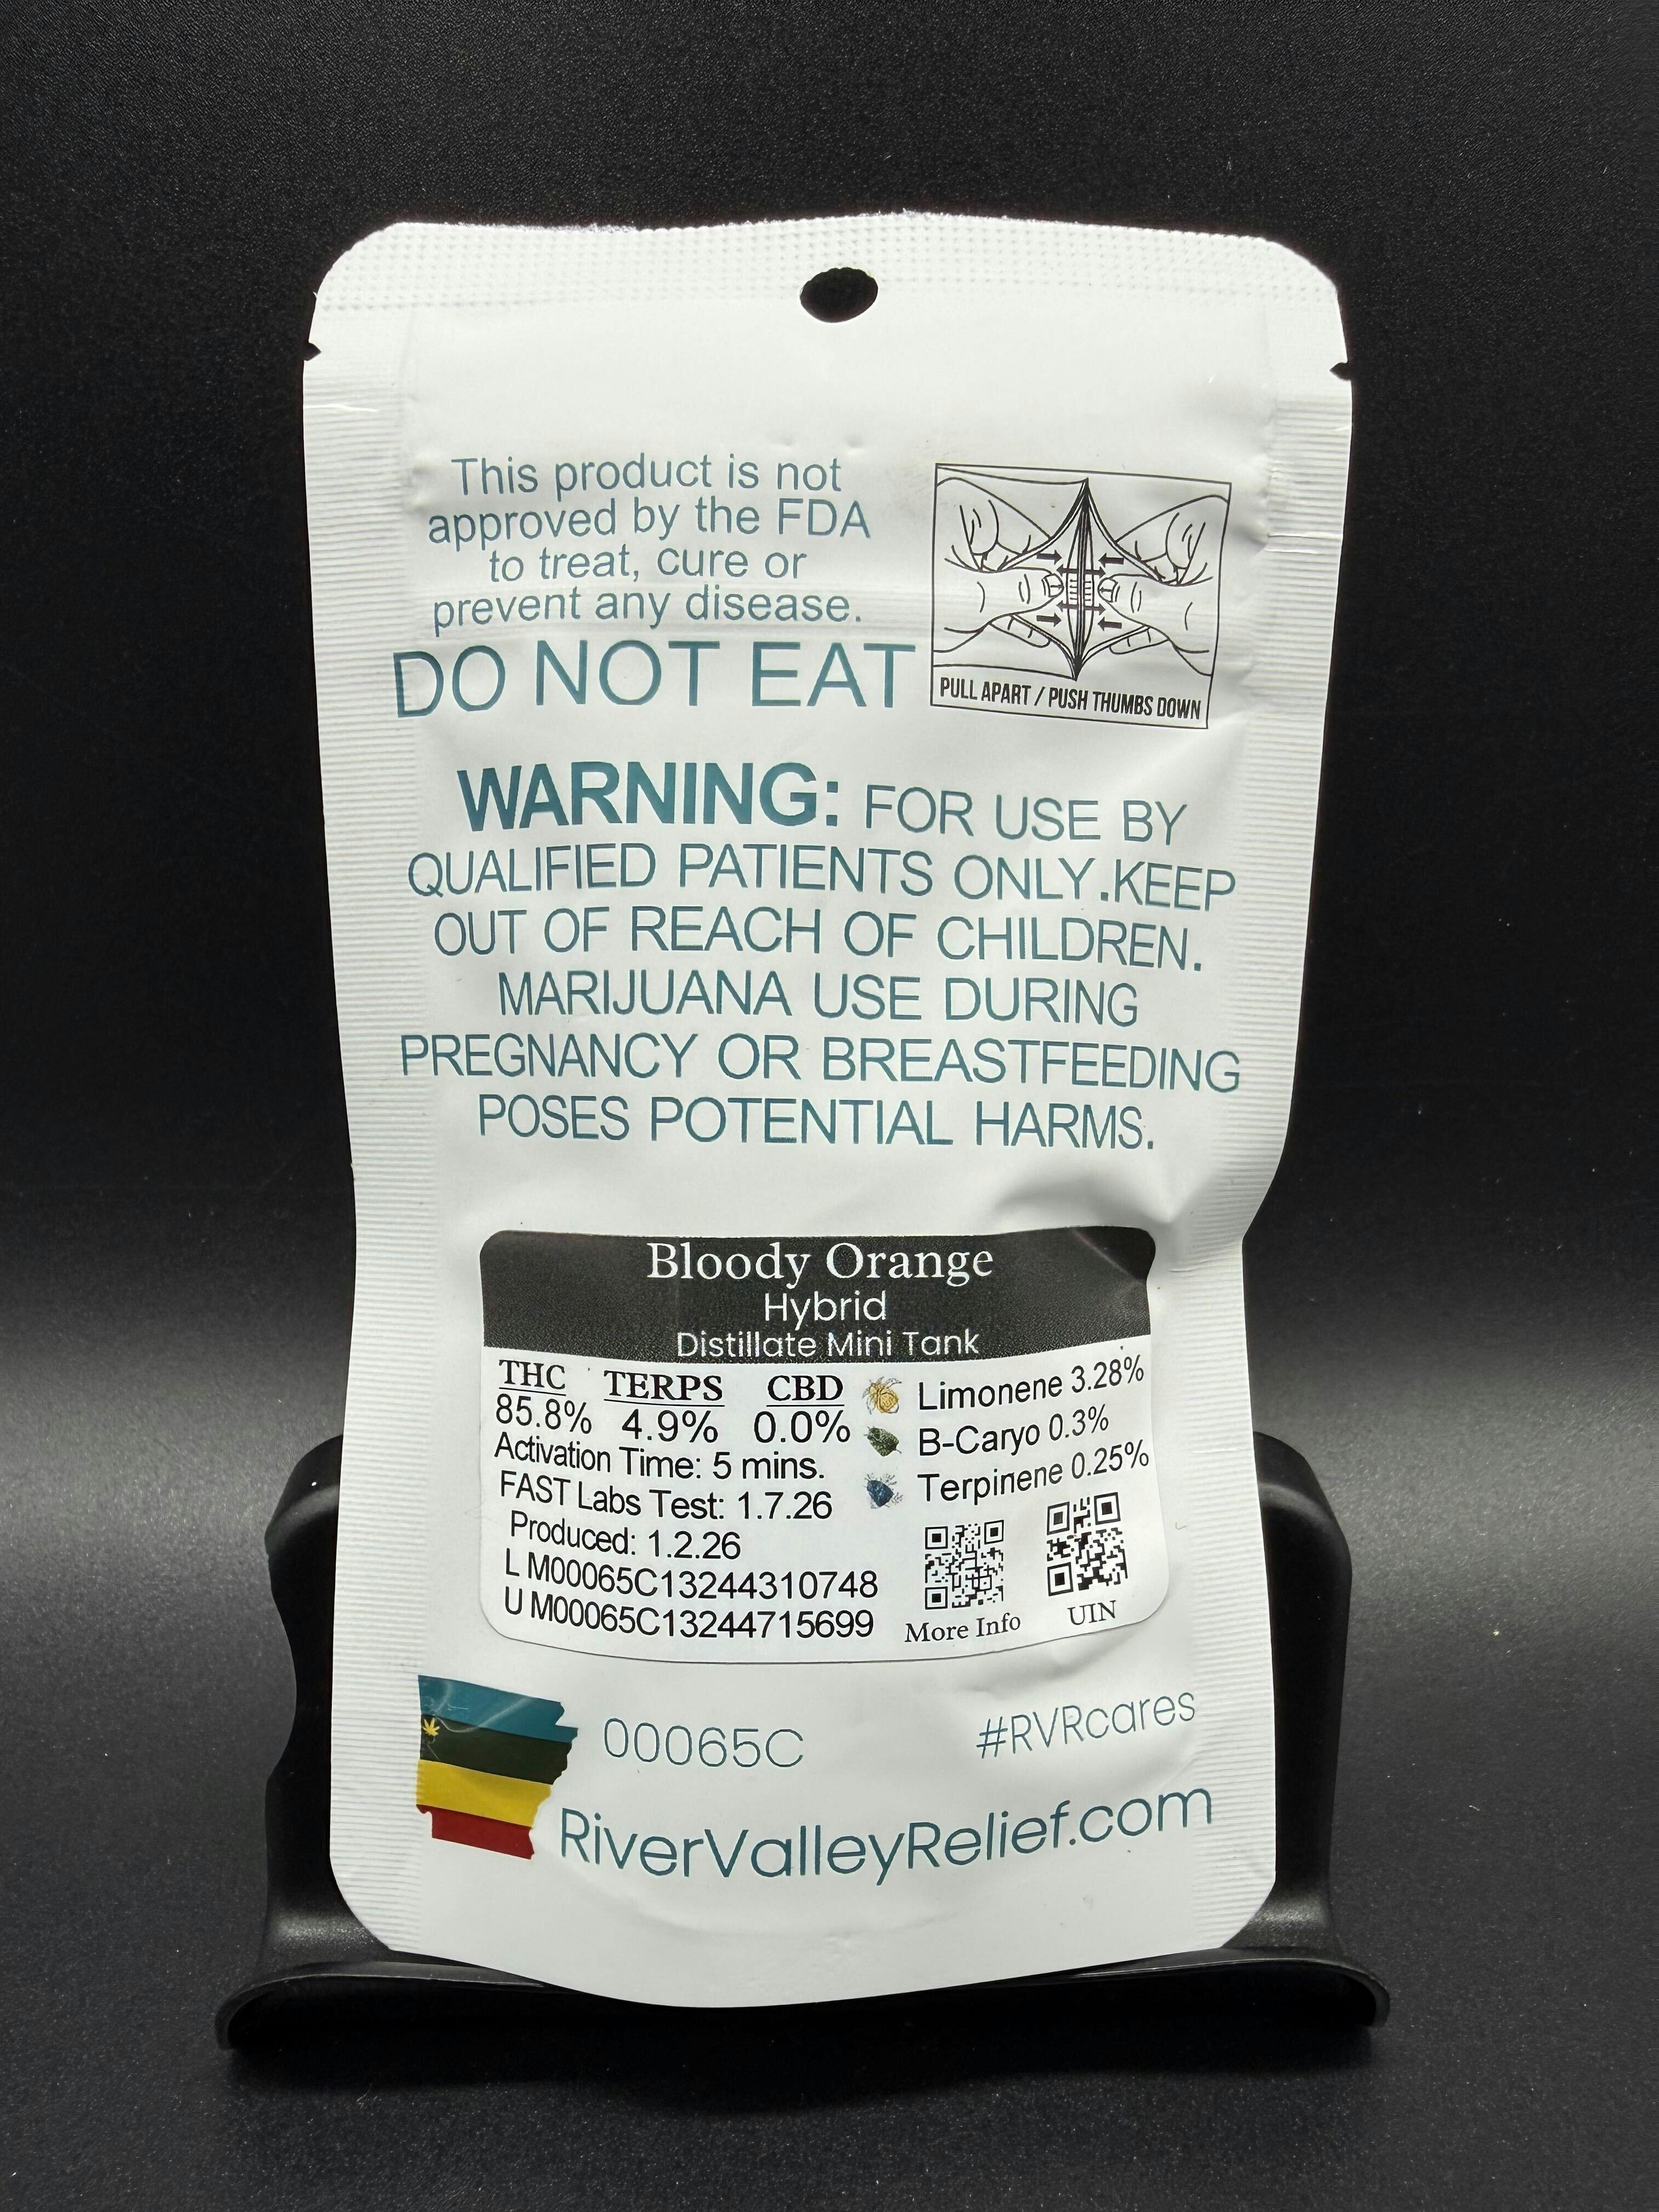 This product is not
approved by the FDA
to treat, cure or
prevent any disease.
DO NOT EAT
PULL APART / PUSH THUMBS DOWN
WARNING: FOR USE BY
QUALIFIED PATIENTS ONLY.KEEP
OUT OF REACH OF CHILDREN.
MARIJUANA USE DURING
PREGNANCY OR BREASTFEEDING
POSES POTENTIAL HARMS.
Bloody Orange
Hybrid
Distillate Mini Tank
THC TERPS CBD
85.8% 4.9% 0.0%
Activation Time: 5 mins.
FAST Labs Test: 1.7.26
Produced: 1.2.26
L M00065C13244310748
U M00065C13244715699
Limonene 3.28%
B-Caryo 0.3%
Terpinene 0.25%
More Info
UIN
00065C
#RVRcares
RiverValleyRelief.com